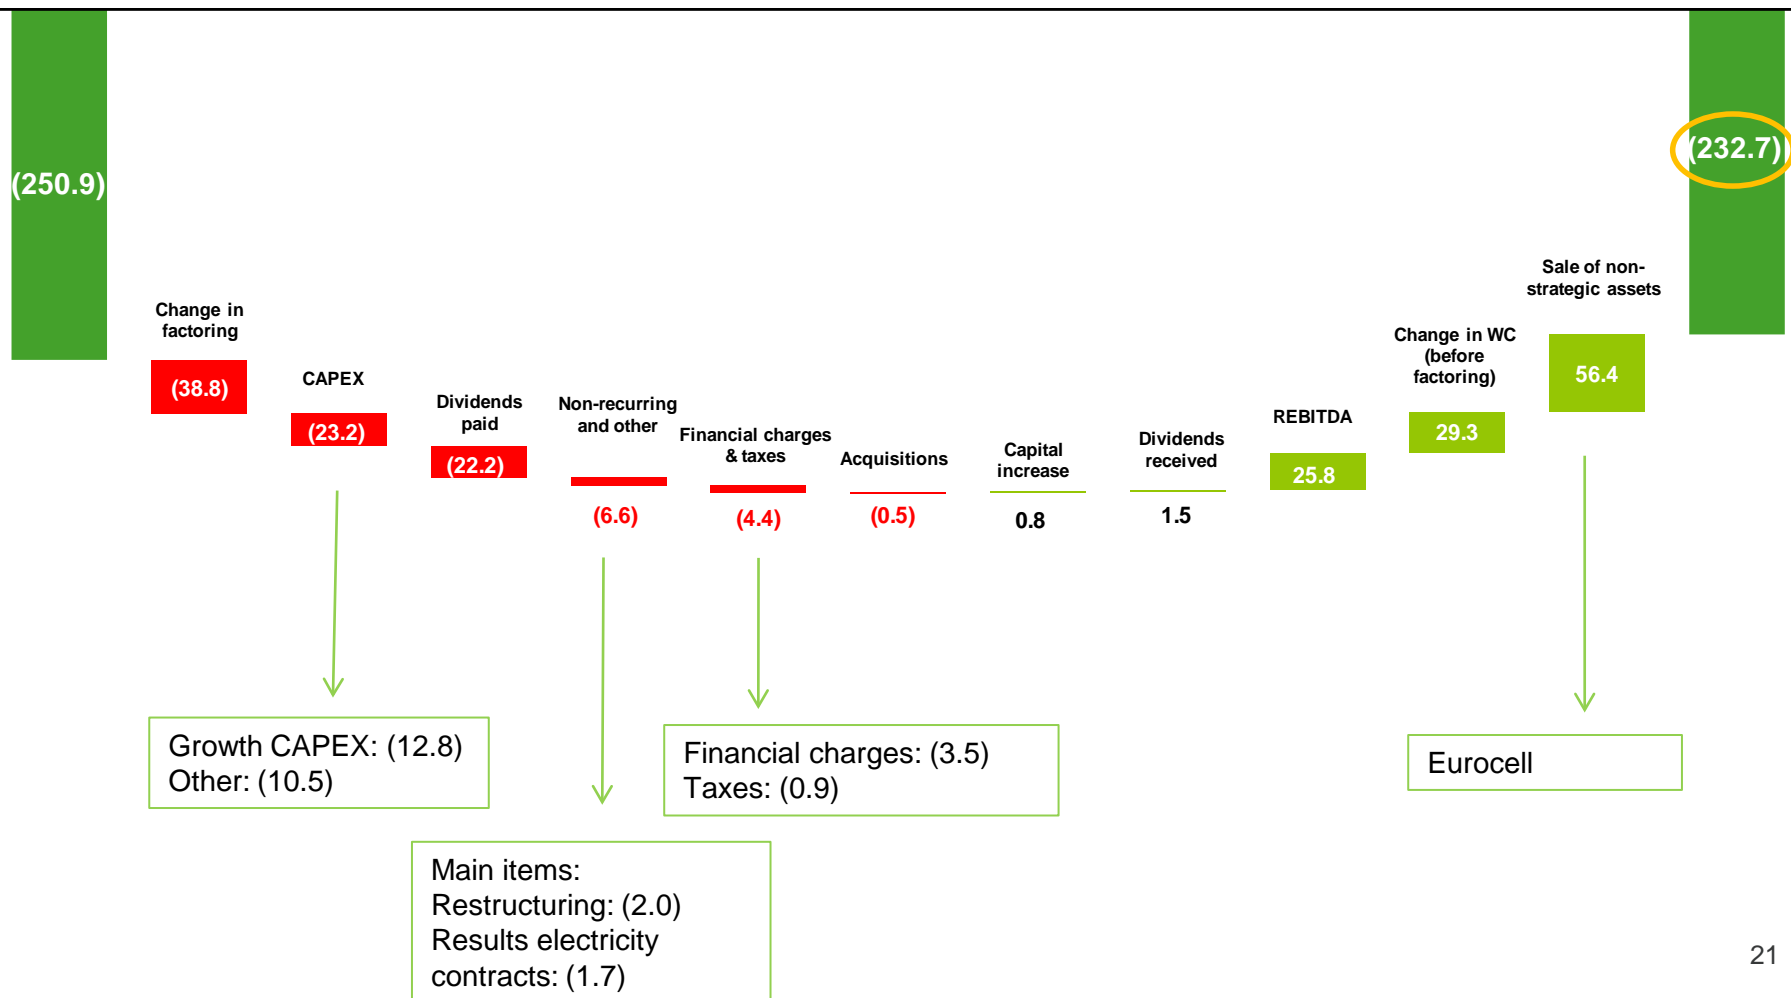 (250.9)
Change in
factoring
(38.8)
CAPEX
(23.2)
Dividends
paid
(22.2)
Non-recurring
and other
(6.6)
Financial charges
& taxes
(4.4)
Acquisitions
(0.5)
Capital
increase
0.8
Dividends
received
1.5
REBITDA
25.8
Change in WC
(before
factoring)
29.3
Sale of non-
strategic assets
56.4
(232.7)
Growth CAPEX: (12.8)
Other: (10.5)
Main items:
Restructuring: (2.0)
Results electricity
contracts: (1.7)
Financial charges: (3.5)
Taxes: (0.9)
Eurocell
21